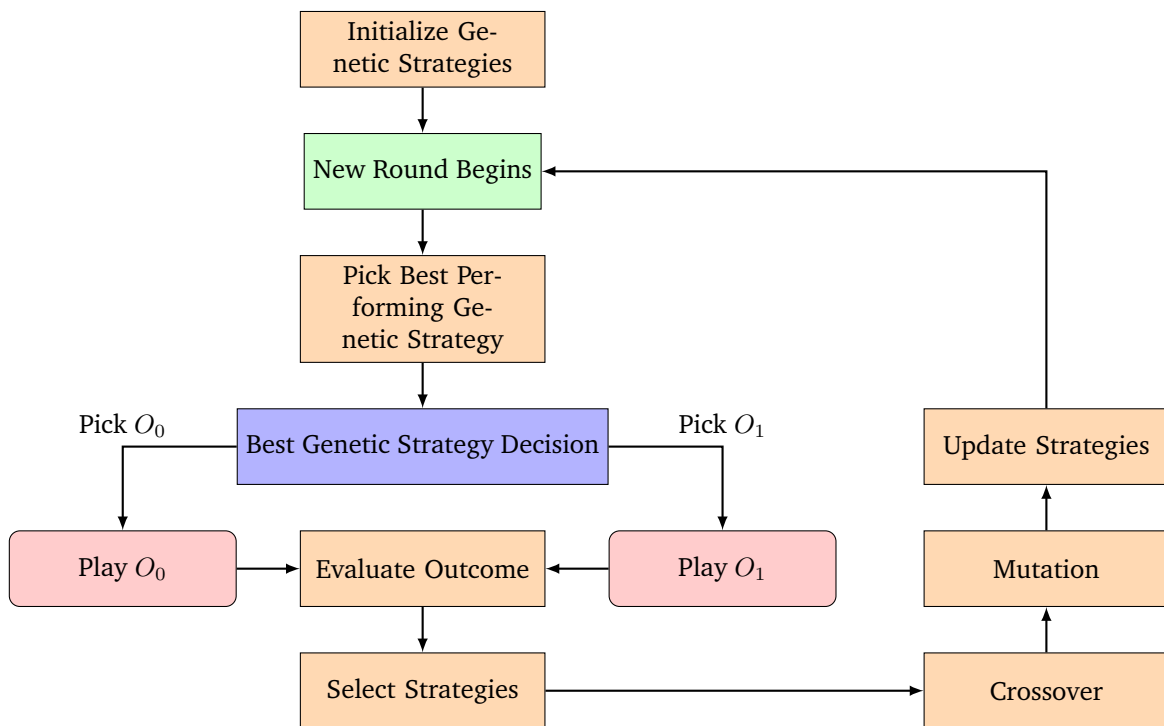 Initialize Ge-
netic Strategies
New Round Begins
Pick Best Per-
forming Ge-
netic Strategy
Pick O₀
Best Genetic Strategy Decision
Pick O₁
Update Strategies
Play O₀
Evaluate Outcome
Play O₁
Mutation
Select Strategies
Crossover